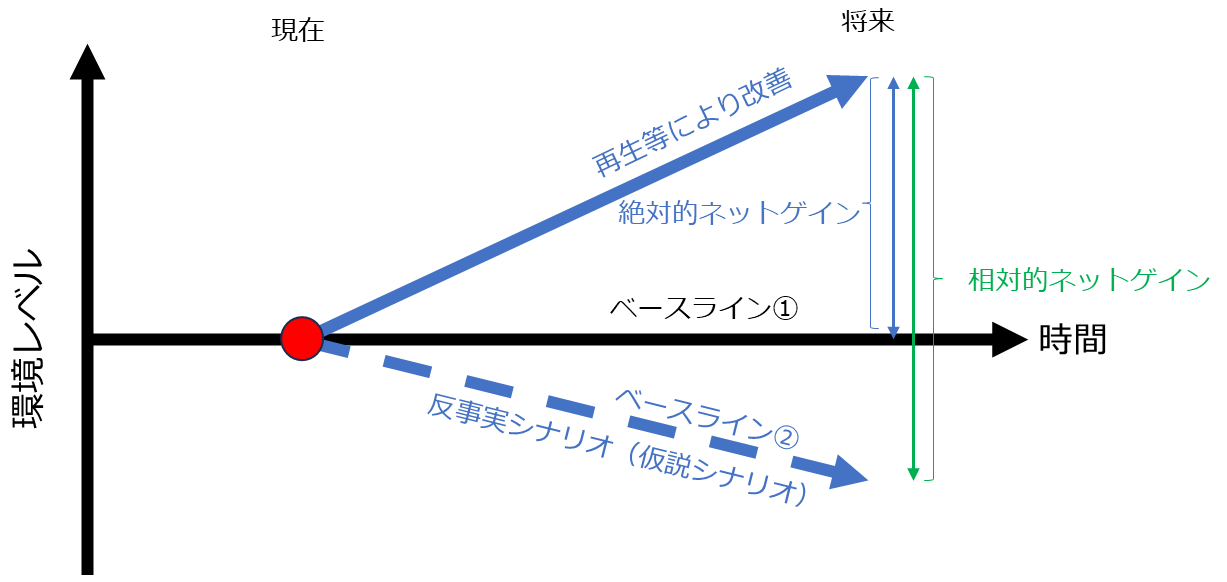 現在
将来
再生等により改善
絶対的ネットゲイン
相対的ネットゲイン
ベースライン①
時間
環境レベル
ベースライン②
反事実シナリオ（仮説シナリオ）